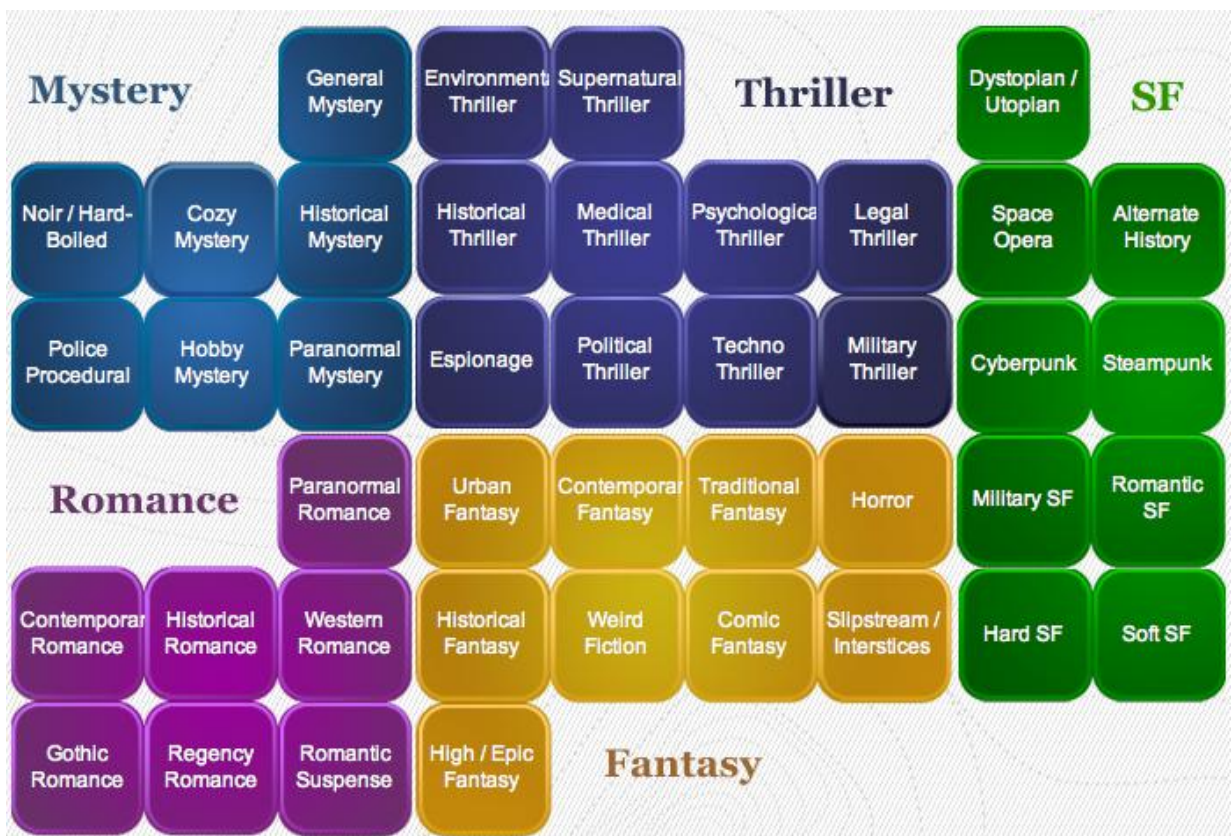 Mystery
General
Mystery
Environmenta
Thriller
Supernatural
Thriller
Thriller
Dystopian /
Utopian
SF
Noir / Hard-
Boiled
Cozy
Mystery
Historical
Mystery
Historical
Thriller
Medical
Thriller
Psychologica
Thriller
Legal
Thriller
Space
Opera
Alternate
History
Police
Procedural
Hobby
Mystery
Paranormal
Mystery
Espionage
Political
Thriller
Techno
Thriller
Military
Thriller
Cyberpunk
Steampunk
Romance
Paranormal
Romance
Urban
Fantasy
Contemporar
Fantasy
Traditional
Fantasy
Horror
Military SF
Romantic
SF
Contemporar
Romance
Historical
Romance
Western
Romance
Historical
Fantasy
Weird
Fiction
Comic
Fantasy
Slipstream /
Interstices
Hard SF
Soft SF
Gothic
Romance
Regency
Romance
Romantic
Suspense
High / Epic
Fantasy
Fantasy